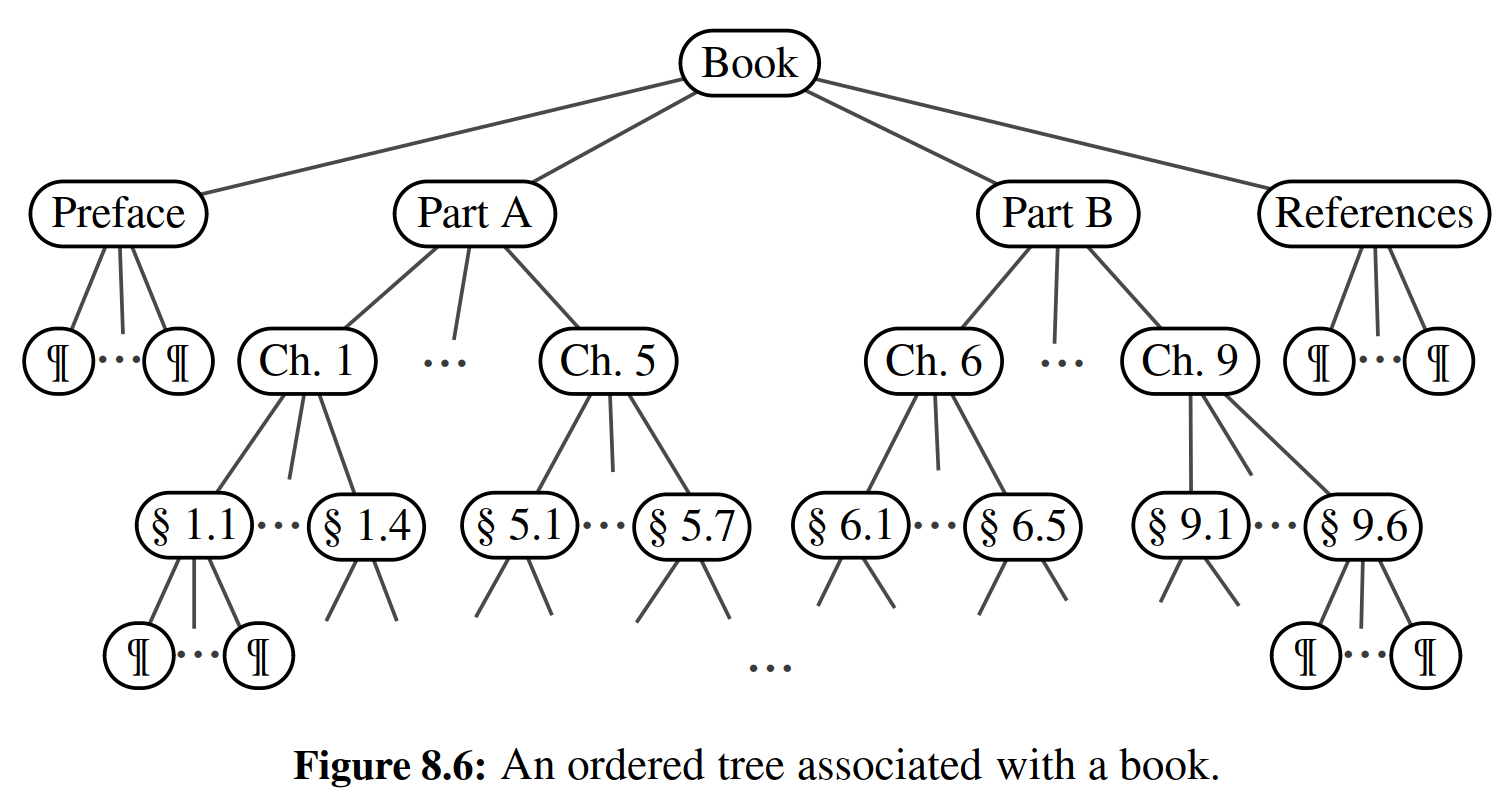 Book
Preface Part A Part B References
¶ ··· ¶ Ch. 1 ··· Ch. 5 Ch. 6 ··· Ch. 9 ¶ ··· ¶
§ 1.1 ··· § 1.4 § 5.1 ··· § 5.7 § 6.1 ··· § 6.5 § 9.1 ··· § 9.6
¶ ··· ¶ ··· ¶ ··· ¶
Figure 8.6: An ordered tree associated with a book.